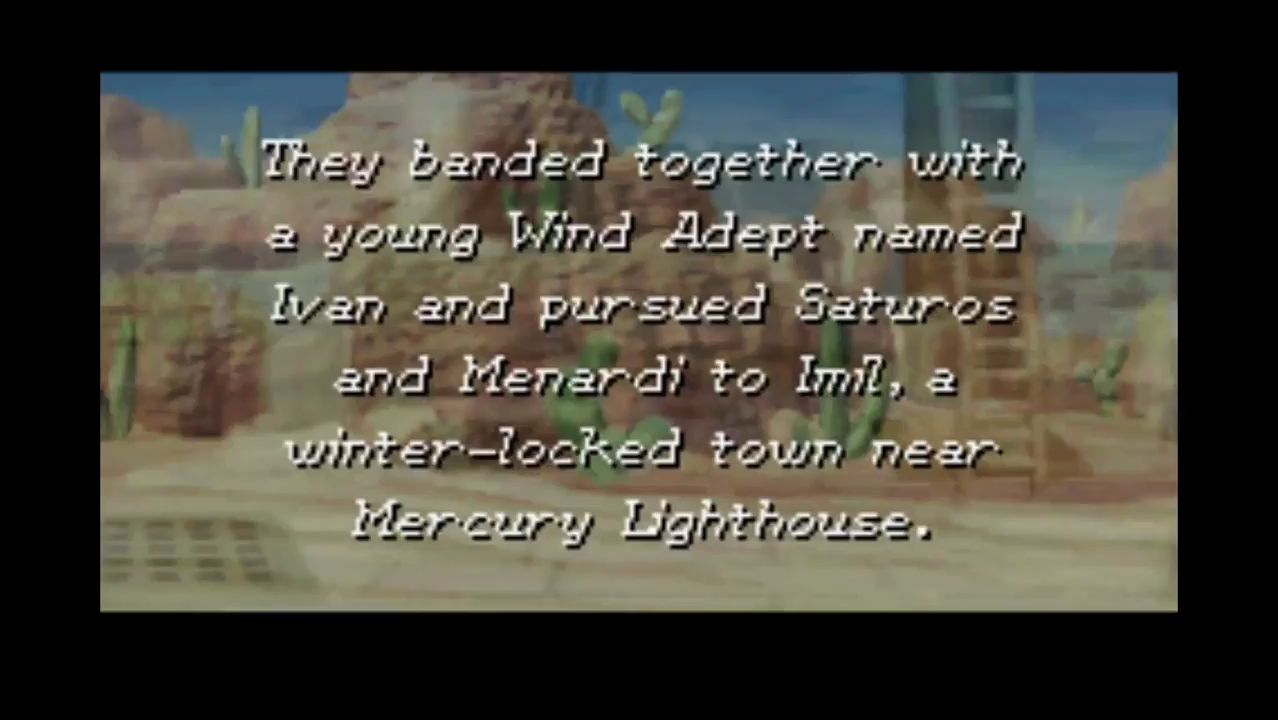 They banded together with
a young Wind Adept named
Ivan and pursued Saturos
and Menardi to Imil, a
winter-locked town near
Mercury Lighthouse.